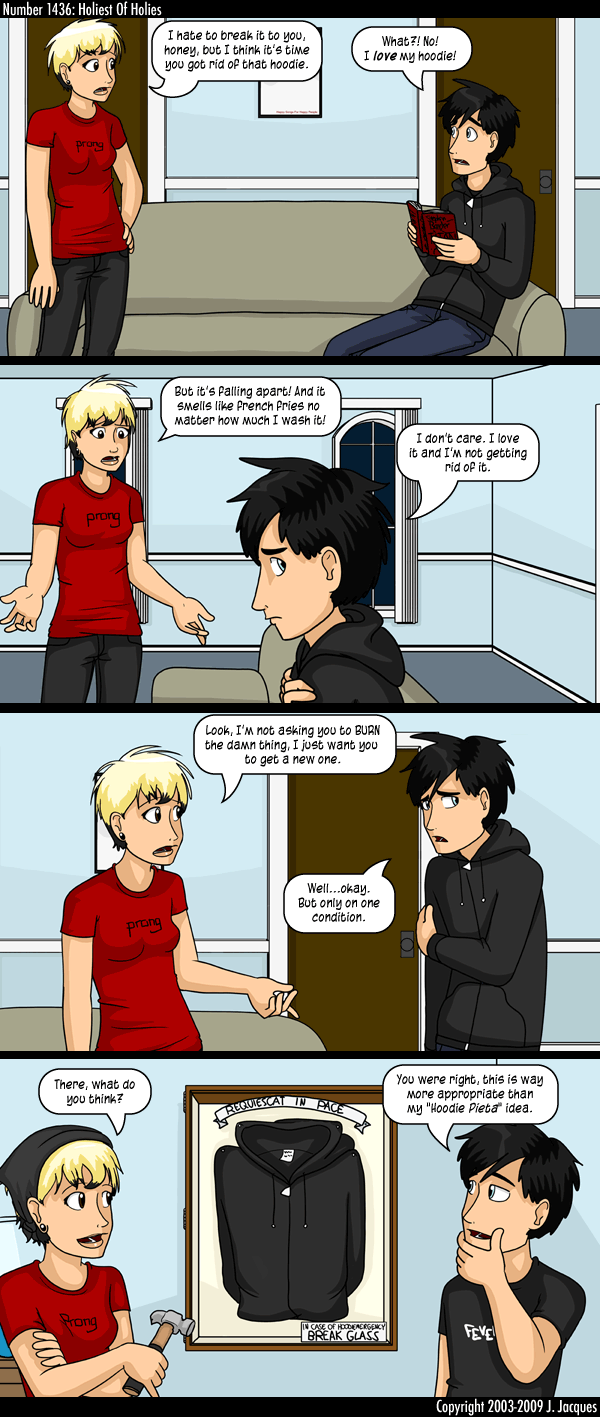 Number 1436: Holiest Of Holies
I hate to break it to you,
honey, but I think it's time
you got rid of that hoodie.
What?! No!
I love my hoodie!
prong
But it's falling apart! And it
smells like french fries no
matter how much I wash it!
I don't care. I love
it and I'm not getting
rid of it.
prong
Look, I'm not asking you to BURN
the damn thing, I just want you
to get a new one.
Well...okay.
But only on one
condition.
prong
There, what do
you think?
You were right, this is way
more appropriate than
my "Hoodie Pieta" idea.
REQUIESCAT IN PACE
Prong
FEVE
IN CASE OF HOODIEMERGENCY
BREAK GLASS
Copyright 2003-2009 J. Jacques